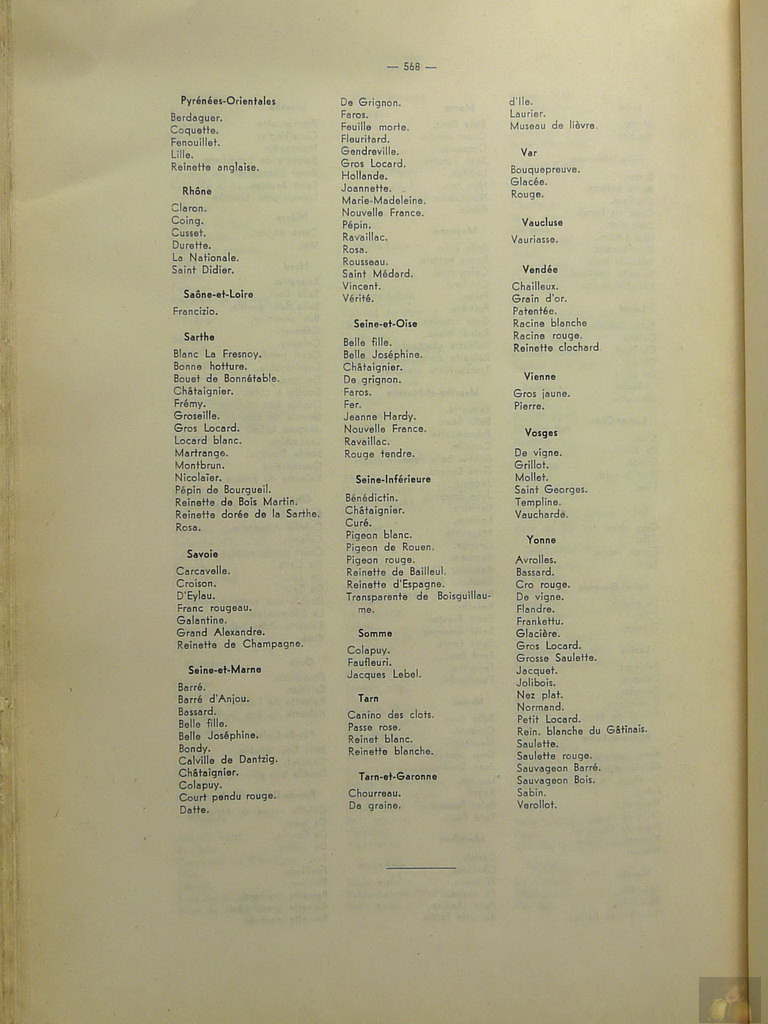 — 568 —
Pyrénées-Orientales
Berdaguer.
Coquette.
Fenouillet.
Lille.
Reinette anglaise.
Rhône
Claron.
Coing.
Cusset.
Durette.
La Nationale.
Saint Didier.
Saône-et-Loire
Francizio.
Sarthe
Blanc La Fresnoy.
Bonne hotture.
Bouet de Bonnétable.
Châtaignier.
Frémy.
Groseille.
Gros Locard.
Locard blanc.
Martrange.
Montbrun.
Nicolaïer.
Pépin de Bourgueil.
Reinette de Bois Martin.
Reinette dorée de la Sarthe.
Rosa.
Savoie
Carcavelle.
Croison.
D'Eylau.
Franc rougeau.
Galantine.
Grand Alexandre.
Reinette de Champagne.
Seine-et-Marne
Barré.
Barré d'Anjou.
Bassard.
Belle fille.
Belle Joséphine.
Bondy.
Calville de Dantzig.
Châtaignier.
Colapuy.
Court pendu rouge.
Datte.
De Grignon.
Faros.
Feuille morte.
Fleuritard.
Gendreville.
Gros Locard.
Hollande.
Joannette.
Marie-Madeleine.
Nouvelle France.
Pépin.
Ravaillac.
Rosa.
Rousseau.
Saint Médard.
Vincent.
Vérité.
Seine-et-Oise
Belle fille.
Belle Joséphine.
Châtaignier.
De grignon.
Faros.
Fer.
Jeanne Hardy.
Nouvelle France.
Ravaillac.
Rouge tendre.
Seine-Inférieure
Bénédictin.
Châtaignier.
Curé.
Pigeon blanc.
Pigeon de Rouen.
Pigeon rouge.
Reinette de Bailleul.
Reinette d'Espagne.
Transparente de Boisguillau-
me.
Somme
Colapuy.
Faufleuri.
Jacques Lebel.
Tarn
Canino des clots.
Passe rose.
Reinet blanc.
Reinette blanche.
Tarn-et-Garonne
Chourreau.
De graine.
d'Ile.
Laurier.
Museau de lièvre.
Var
Bouquepreuve.
Glacée.
Rouge.
Vaucluse
Vauriasse.
Vendée
Chailleux.
Grain d'or.
Patentée.
Racine blanche
Racine rouge.
Reinette clochard
Vienne
Gros jaune.
Pierre.
Vosges
De vigne.
Grillot.
Mollet.
Saint Georges.
Templine.
Vaucharde.
Yonne
Avrolles.
Bassard.
Cro rouge.
De vigne.
Flandre.
Frankettu.
Glacière.
Gros Locard.
Grosse Saulette.
Jacquet.
Jolibois.
Nez plat.
Normand.
Petit Locard.
Rein. blanche du Gâtinais.
Saulette.
Saulette rouge.
Sauvageon Barré.
Sauvageon Bois.
Sabin.
Verollot.